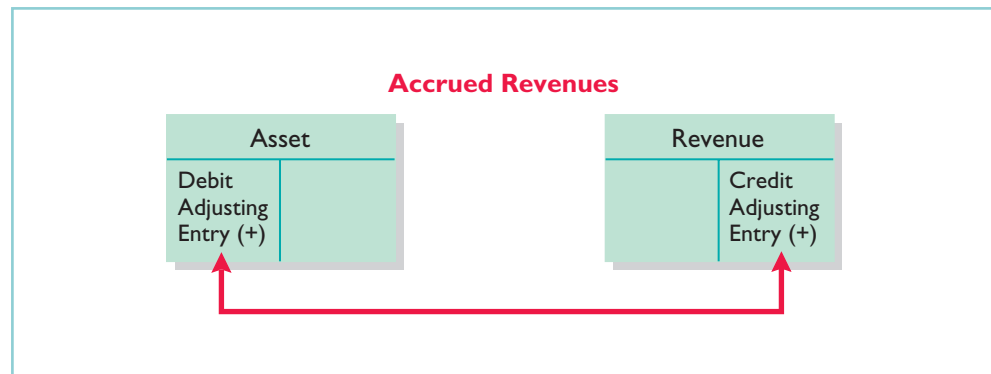 Accrued Revenues
Asset
Debit
Adjusting
Entry (+)
Revenue
Credit
Adjusting
Entry (+)